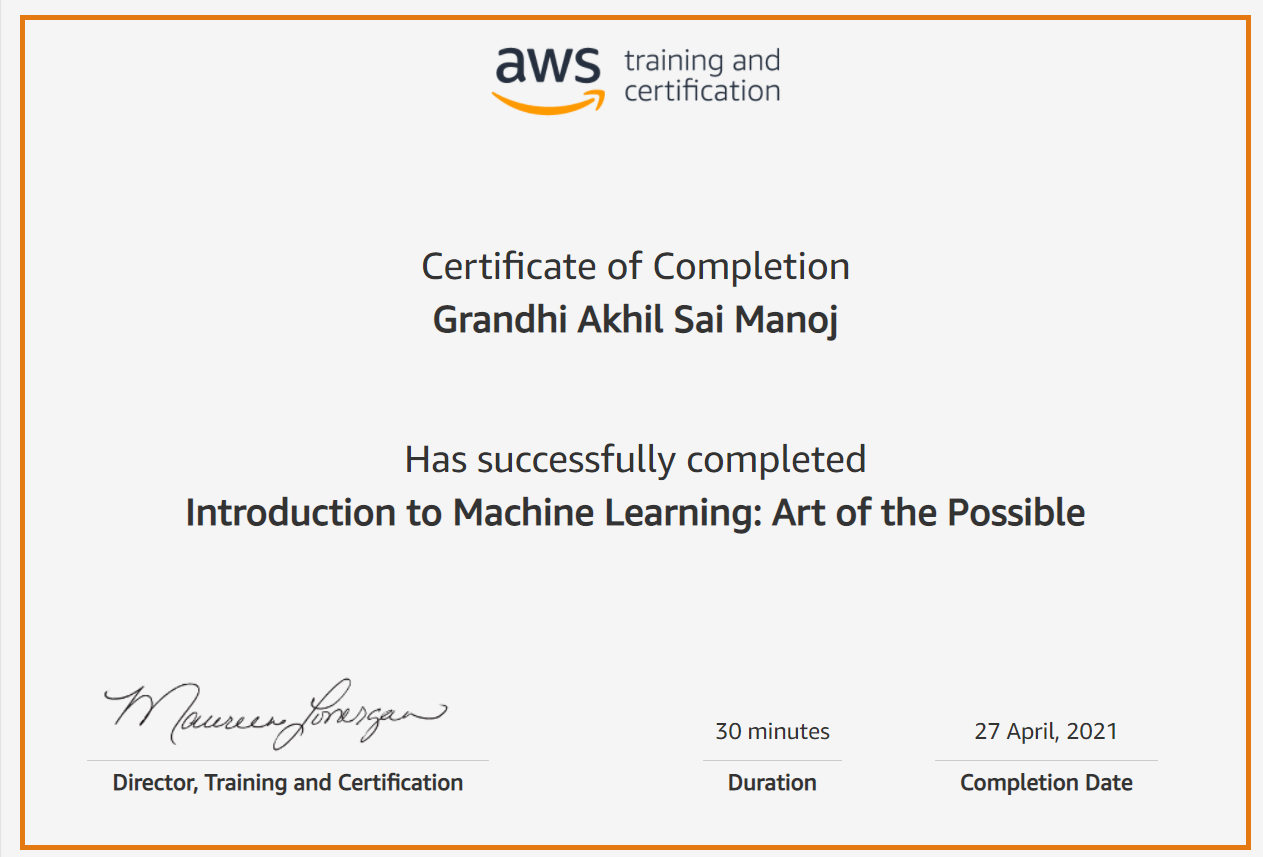 aws training and
certification
Certificate of Completion
Grandhi Akhil Sai Manoj
Has successfully completed
Introduction to Machine Learning: Art of the Possible
Maureen Lonergan
30 minutes
27 April, 2021
Director, Training and Certification
Duration
Completion Date